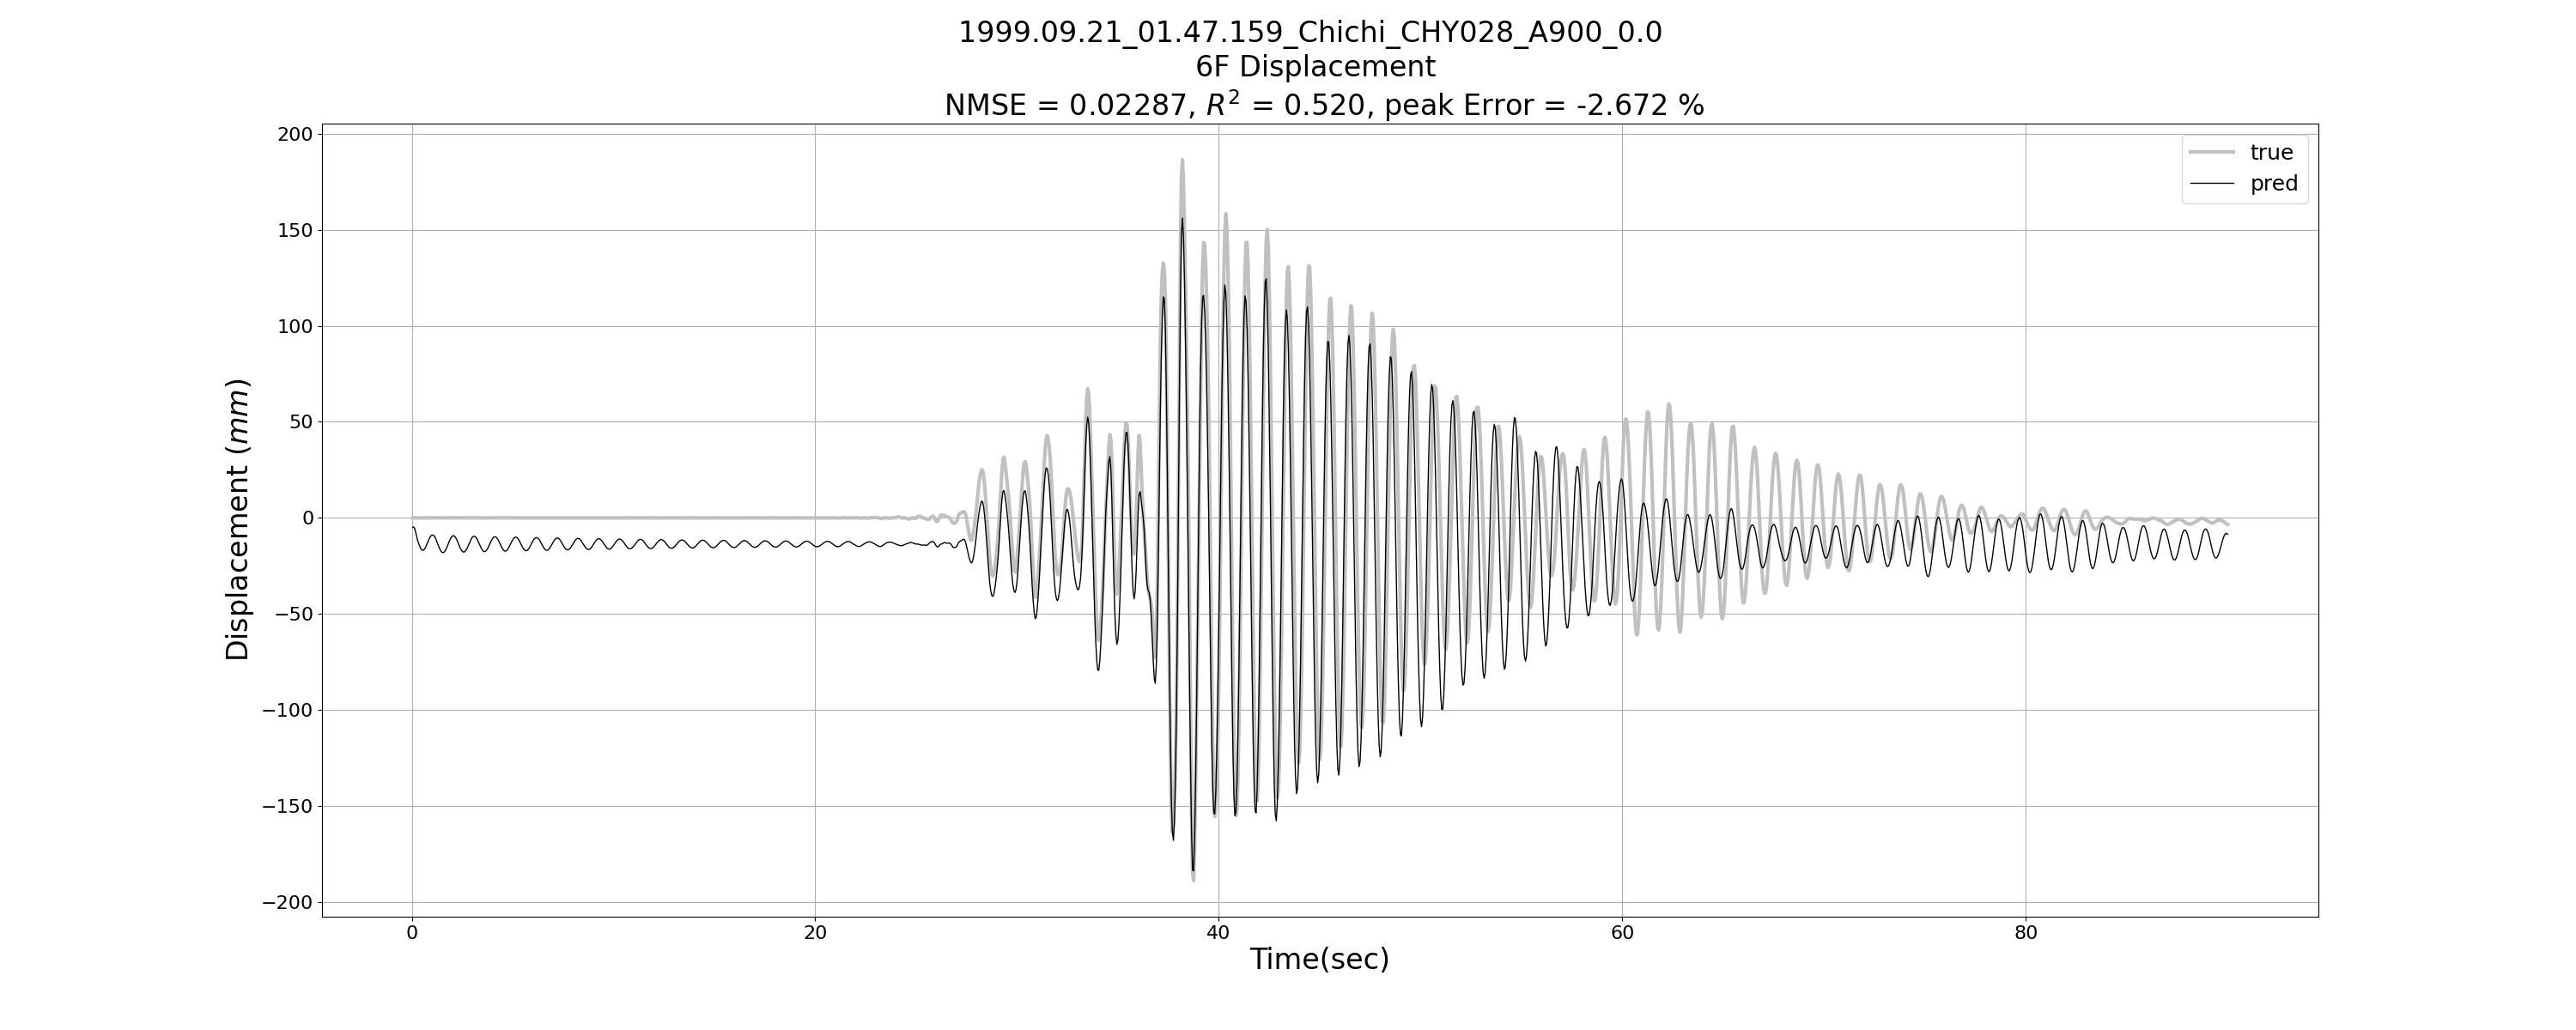 1999.09.21_01.47.159_Chichi_CHY028_A900_0.0
6F Displacement
NMSE = 0.02287, R² = 0.520, peak Error = -2.672 %
200
150
100
50
0
−50
−100
−150
−200
Displacement (mm)
true
pred
0 20 40 60 80
Time(sec)